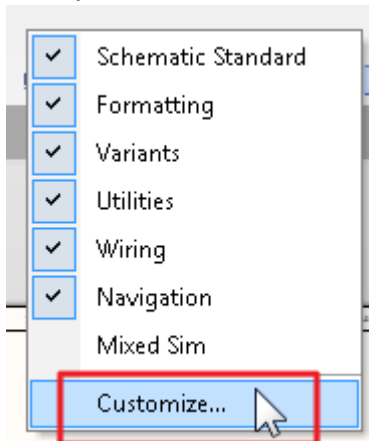 Schematic Standard
Formatting
Variants
Utilities
Wiring
Navigation
Mixed Sim
Customize...